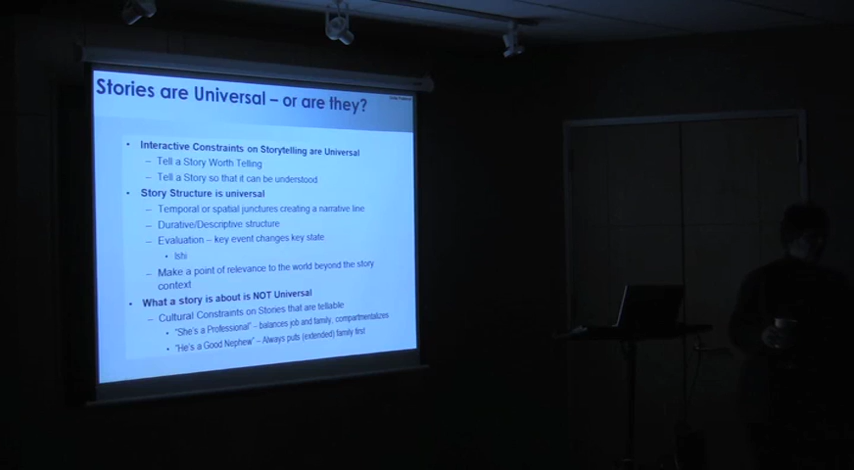 Stories are Universal – or are they?
• Interactive Constraints on Storytelling are Universal
– Tell a Story Worth Telling
– Tell a Story so that it can be understood
• Story Structure is universal
– Temporal or spatial junctures creating a narrative line
– Durative/Descriptive structure
– Evaluation – key event changes key state
• Ishi
– Make a point of relevance to the world beyond the story
context
• What a story is about is NOT Universal
– Cultural Constraints on Stories that are tellable
• "She's a Professional" – balances job and family, compartmentalizes
• "He's a Good Nephew" – Always puts (extended) family first